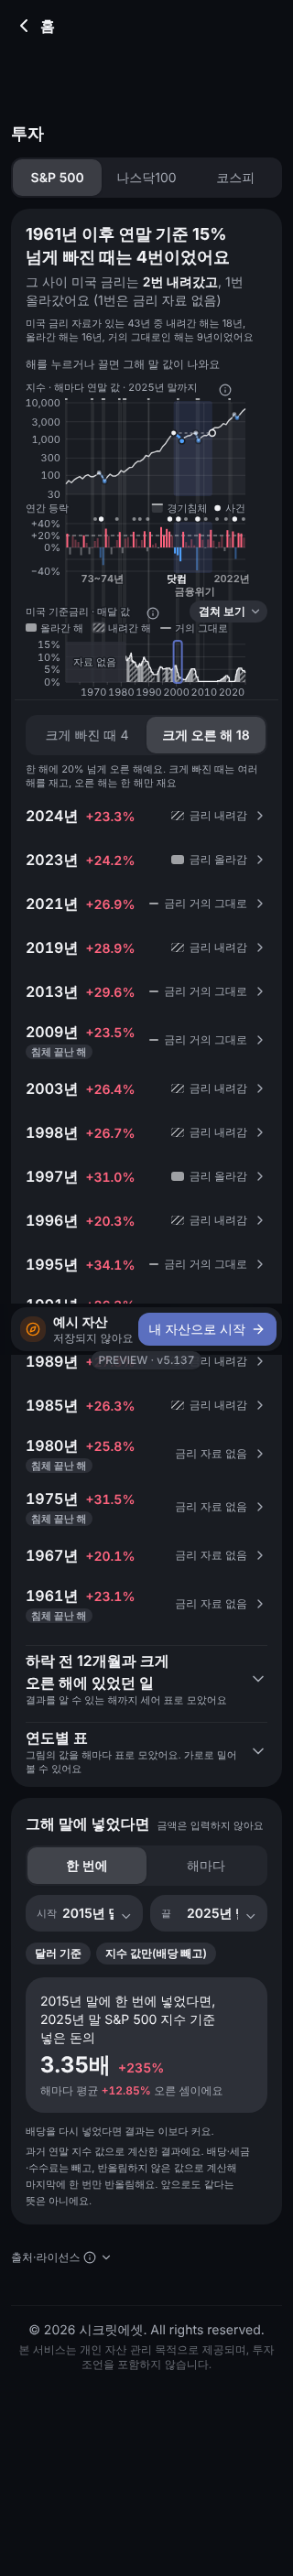 홈
투자
S&P 500 나스닥100 코스피
1961년 이후 연말 기준 15%
넘게 빠진 때는 4번이었어요
그 사이 미국 금리는 2번 내려갔고, 1번
올라갔어요 (1번은 금리 자료 없음)
미국 금리 자료가 있는 43년 중 내려간 해는 18년,
올라간 해는 16년, 거의 그대로인 해는 9년이었어요
해를 누르거나 끌면 그해 말 값이 나와요
지수 · 해마다 연말 값 · 2025년 말까지
10,000
3,000
1,000
300
100
30
연간 등락 경기침체 사건
+40%
+20%
0%
−40%
73~74년 닷컴 2022년
금융위기
미국 기준금리 · 매달 값 겹쳐 보기
올라간 해 내려간 해 거의 그대로
15%
10%
5%
0%
자료 없음
1970 1980 1990 2000 2010 2020
크게 빠진 때 4 크게 오른 해 18
한 해에 20% 넘게 오른 해예요. 크게 빠진 때는 여러
해를 재고, 오른 해는 한 해만 재요
2024년 +23.3% 금리 내려감
2023년 +24.2% 금리 올라감
2021년 +26.9% 금리 거의 그대로
2019년 +28.9% 금리 내려감
2013년 +29.6% 금리 거의 그대로
2009년 +23.5% 금리 거의 그대로
침체 끝난 해
2003년 +26.4% 금리 내려감
1998년 +26.7% 금리 내려감
1997년 +31.0% 금리 올라감
1996년 +20.3% 금리 내려감
1995년 +34.1% 금리 거의 그대로
예시 자산
저장되지 않아요
내 자산으로 시작
PREVIEW · v5.137
1989년 내려감
1985년 +26.3% 금리 내려감
1980년 +25.8% 금리 자료 없음
침체 끝난 해
1975년 +31.5% 금리 자료 없음
침체 끝난 해
1967년 +20.1% 금리 자료 없음
1961년 +23.1% 금리 자료 없음
침체 끝난 해
하락 전 12개월과 크게
오른 해에 있었던 일
결과를 알 수 있는 해까지 세어 표로 모았어요
연도별 표
그림의 값을 해마다 표로 모았어요. 가로로 밀어
볼 수 있어요
그해 말에 넣었다면 금액은 입력하지 않아요
한 번에 해마다
시작 2015년 말 끝 2025년 말
달러 기준 지수 값만(배당 빼고)
2015년 말에 한 번에 넣었다면,
2025년 말 S&P 500 지수 기준
넣은 돈의
3.35배 +235%
해마다 평균 +12.85% 오른 셈이에요
배당을 다시 넣었다면 결과는 이보다 커요.
과거 연말 지수 값으로 계산한 결과예요. 배당·세금
·수수료는 빼고, 반올림하지 않은 값으로 계산해
마지막에 한 번만 반올림해요. 앞으로도 같다는
뜻은 아니에요.
출처·라이선스
© 2026 시크릿에셋. All rights reserved.
본 서비스는 개인 자산 관리 목적으로 제공되며, 투자
조언을 포함하지 않습니다.